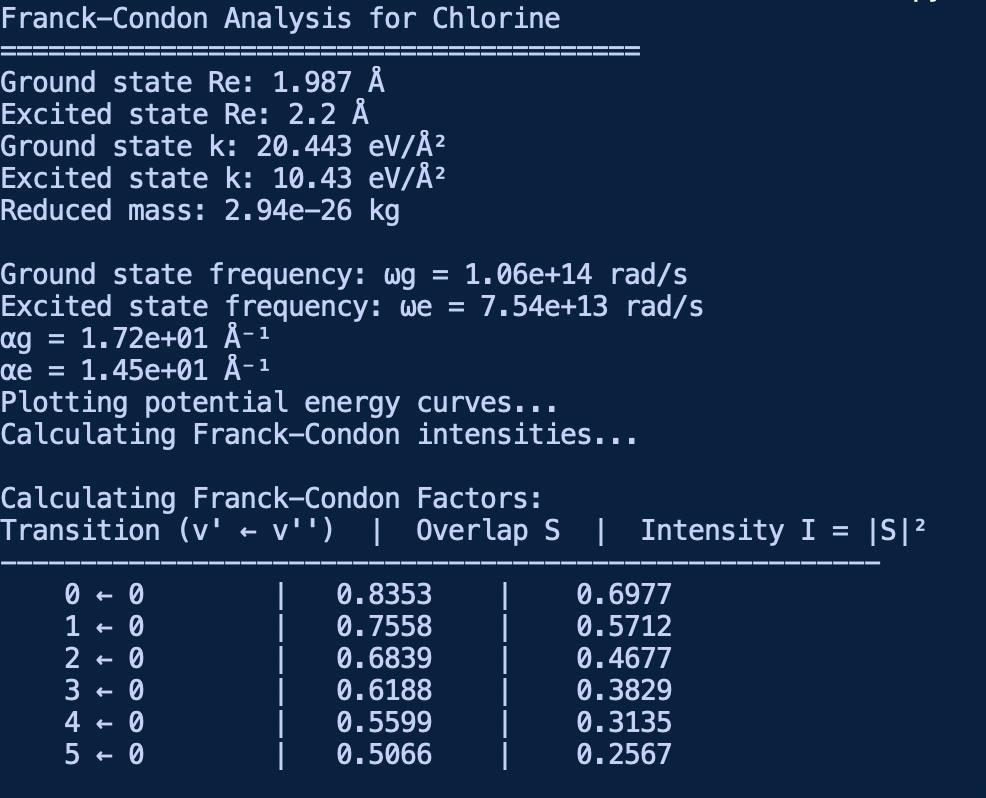 Franck-Condon Analysis for Chlorine
========================================
Ground state Re: 1.987 Å
Excited state Re: 2.2 Å
Ground state k: 20.443 eV/Å²
Excited state k: 10.43 eV/Å²
Reduced mass: 2.94e-26 kg
Ground state frequency: ωg = 1.06e+14 rad/s
Excited state frequency: ωe = 7.54e+13 rad/s
αg = 1.72e+01 Å⁻¹
αe = 1.45e+01 Å⁻¹
Plotting potential energy curves...
Calculating Franck-Condon intensities...
Calculating Franck-Condon Factors:
Transition (v' ← v'')  |  Overlap S  |  Intensity I = |S|²
-------------------------------------------------------
    0 ← 0        |   0.8353    |    0.6977
    1 ← 0        |   0.7558    |    0.5712
    2 ← 0        |   0.6839    |    0.4677
    3 ← 0        |   0.6188    |    0.3829
    4 ← 0        |   0.5599    |    0.3135
    5 ← 0        |   0.5066    |    0.2567